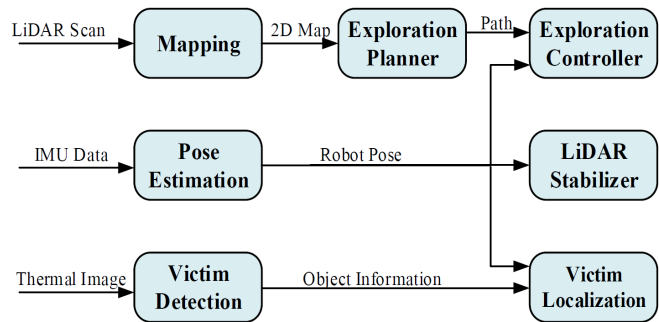 LiDAR Scan
Mapping
2D Map
Exploration
Planner
Path
Exploration
Controller
IMU Data
Pose
Estimation
Robot Pose
LiDAR
Stabilizer
Thermal Image
Victim
Detection
Object Information
Victim
Localization